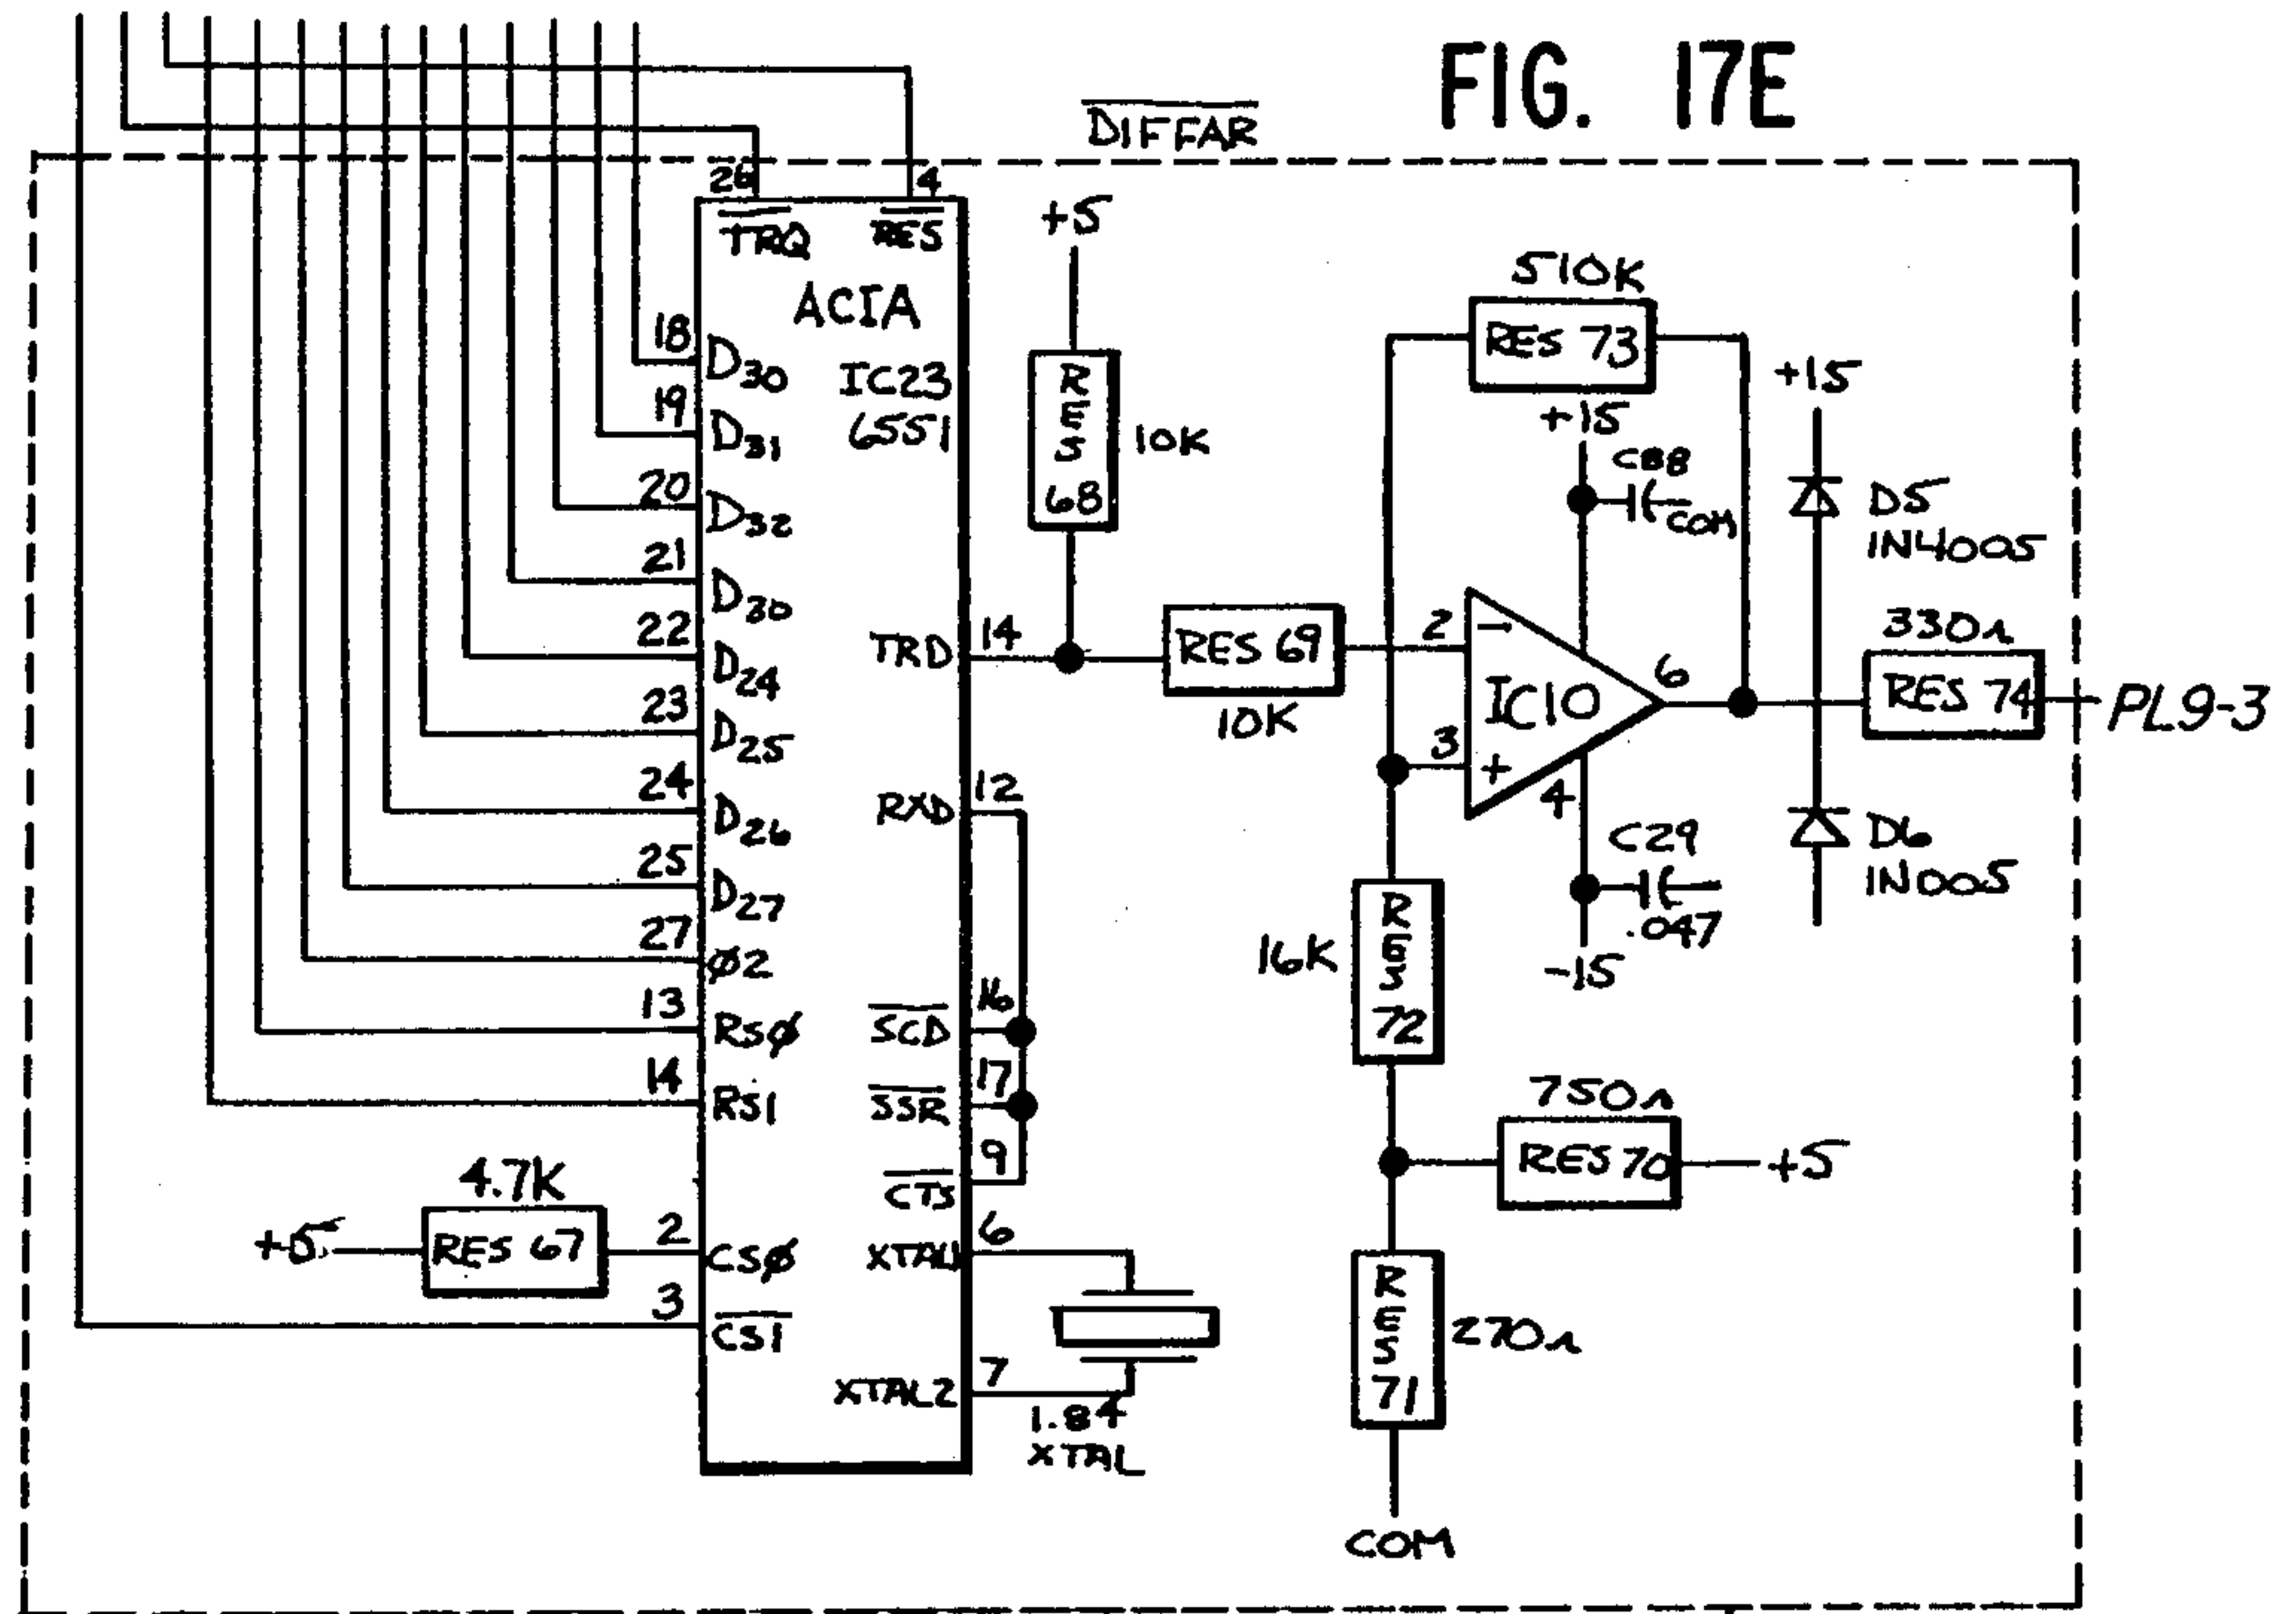 FIG. 17E
DIFFAR
26
4
IRQ
RES
ACIA
IC23
6551
18
D30
19
D31
20
D32
21
D30
22
D24
23
D25
24
D26
25
D27
27
φ2
13
RSφ
14
RS1
4.7K
+5
RES 67
2
CSφ
3
CS1
TRD
14
RXD
12
SCD
16
SSR
17
CTS
9
XTAL1
6
XTAL2
7
1.84
XTAL
+5
RES 68
10K
RES 69
10K
510K
RES 73
+15
C88
COM
2
-
3
+
IC10
6
4
C29
.047
-15
+15
D5
IN4005
330Ω
RES 74
PL9-3
D6
IN005
16K
RES 72
750Ω
RES 70
+5
RES 71
270Ω
COM